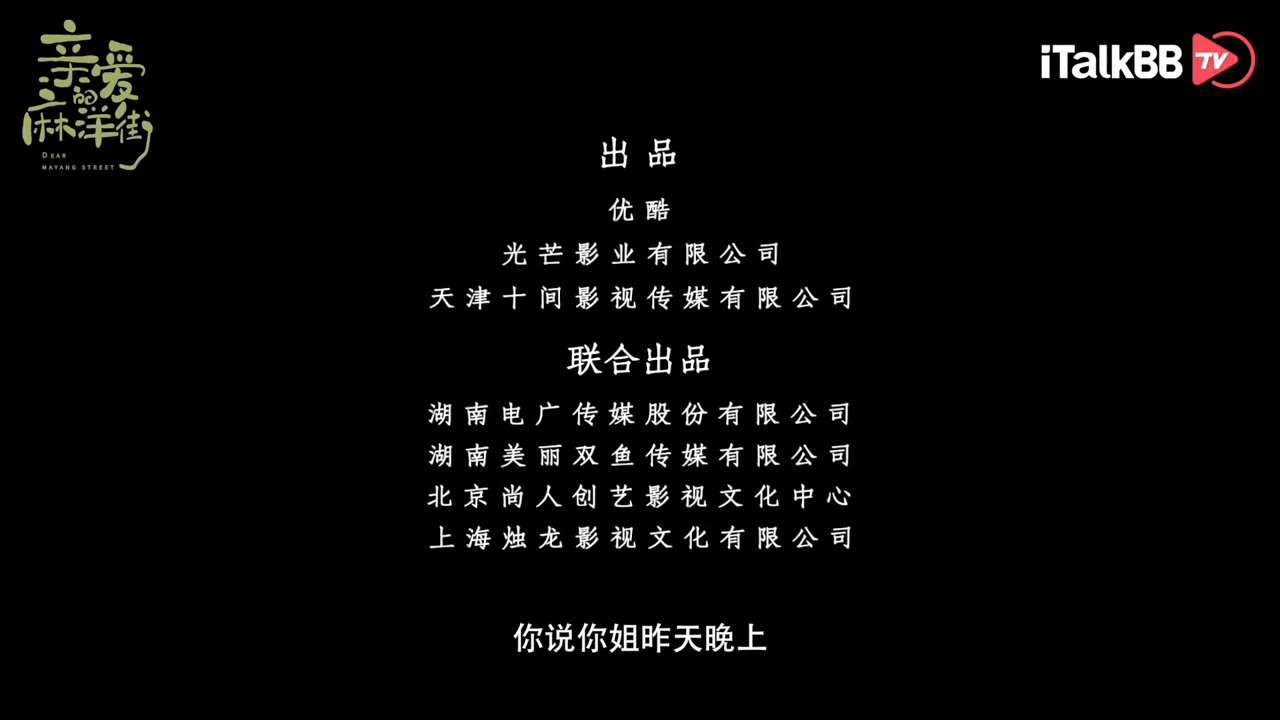 亲爱的
麻洋街
DEAR
MAYANG STREET
iTalkBB TV
出品
优酷
光芒影业有限公司
天津十间影视传媒有限公司
联合出品
湖南电广传媒股份有限公司
湖南美丽双鱼传媒有限公司
北京尚人创艺影视文化中心
上海烛龙影视文化有限公司
你说你姐昨天晚上